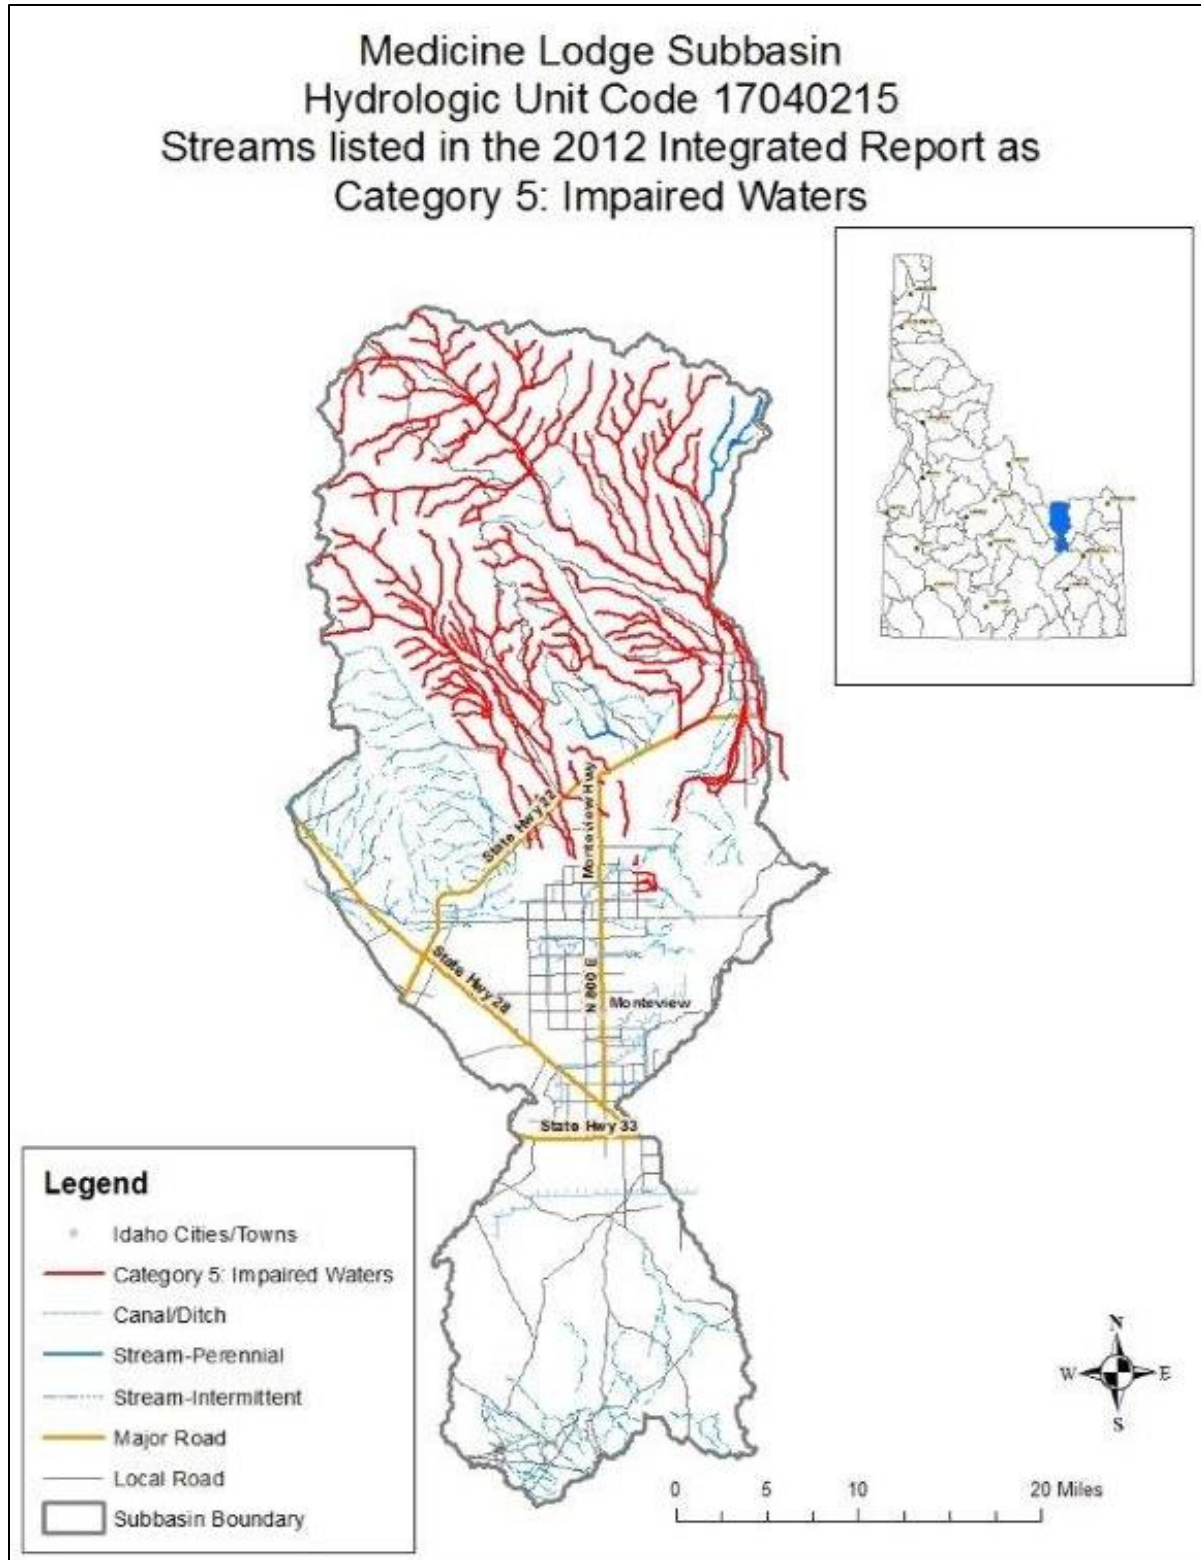 Medicine Lodge Subbasin
Hydrologic Unit Code 17040215
Streams listed in the 2012 Integrated Report as
Category 5: Impaired Waters
State Hwy 22
Monteview Hwy
State Hwy 28
N 800 E
Monteview
State Hwy 33
Legend
Idaho Cities/Towns
Category 5: Impaired Waters
Canal/Ditch
Stream-Perennial
Stream-Intermittent
Major Road
Local Road
Subbasin Boundary
N
W E
S
0 5 10 20 Miles